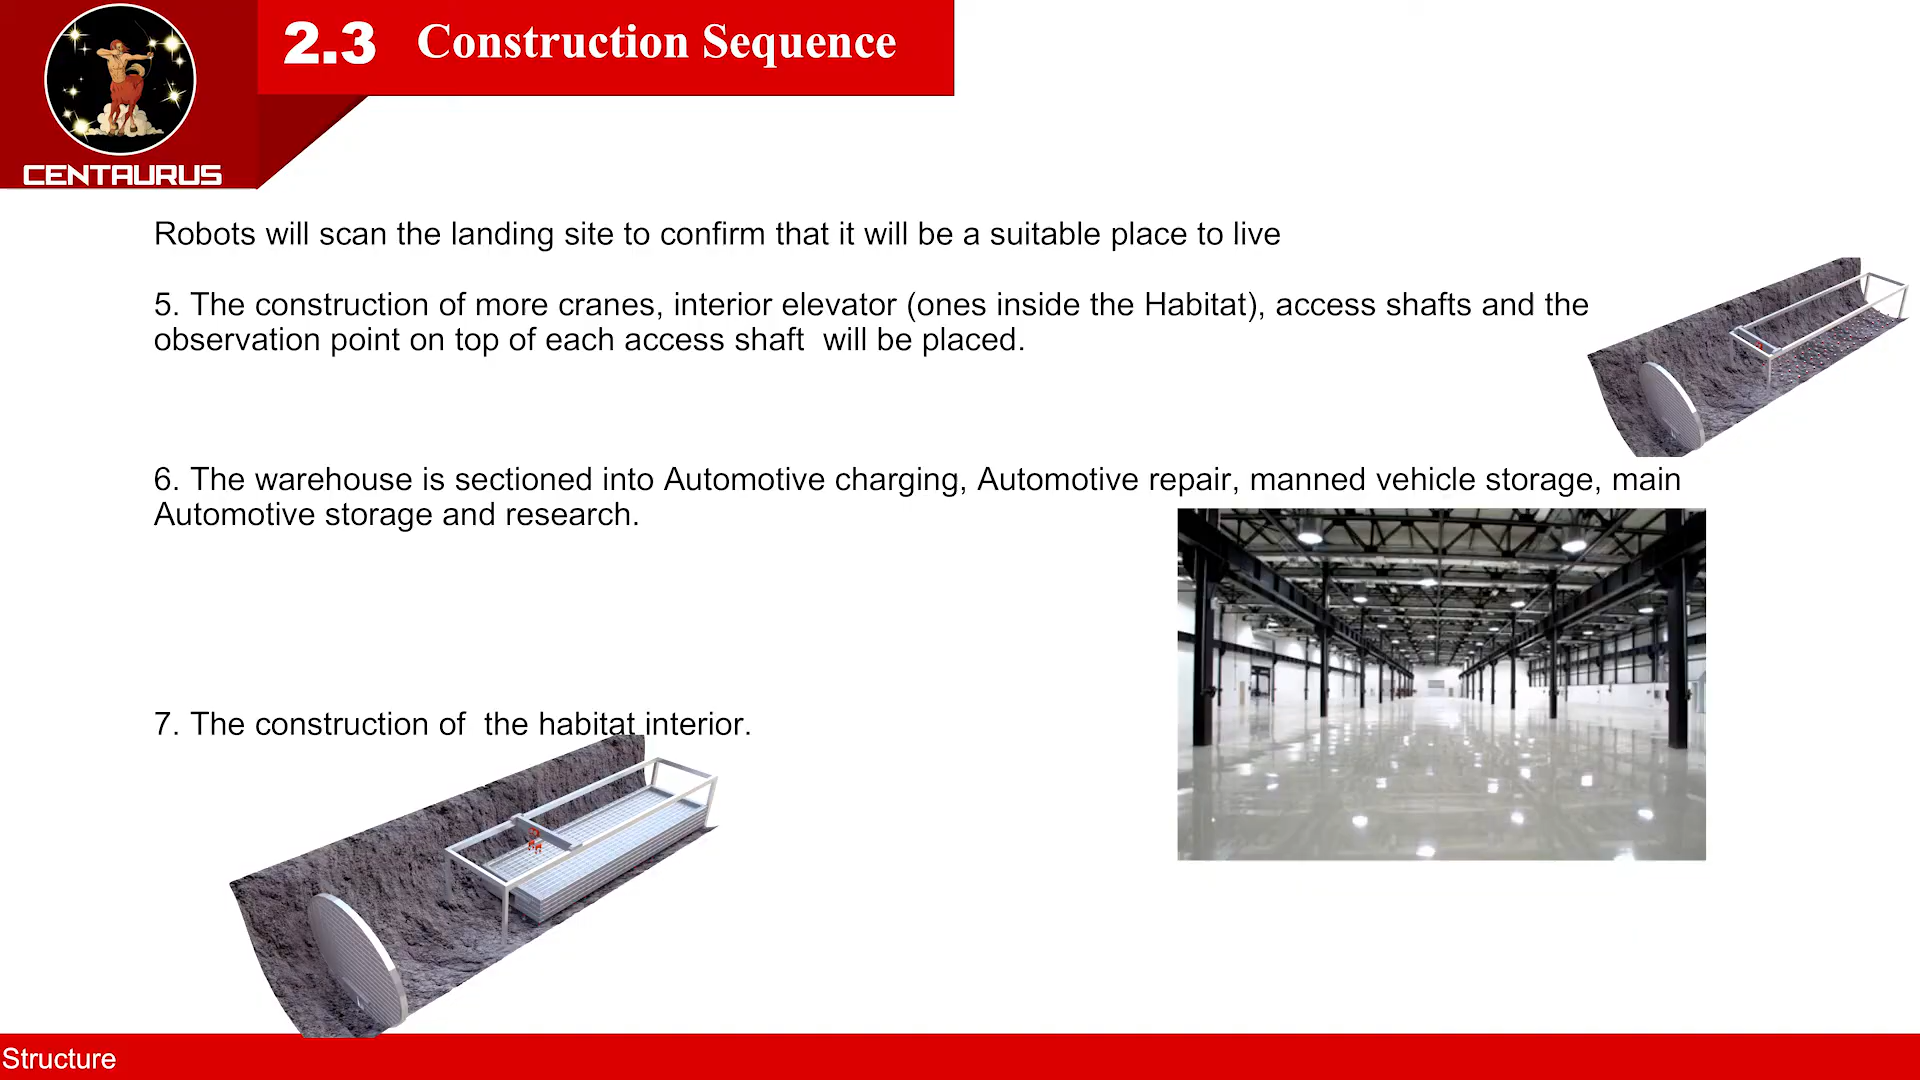 2.3 Construction Sequence
CENTAURUS
Robots will scan the landing site to confirm that it will be a suitable place to live
5. The construction of more cranes, interior elevator (ones inside the Habitat), access shafts and the
observation point on top of each access shaft will be placed.
6. The warehouse is sectioned into Automotive charging, Automotive repair, manned vehicle storage, main
Automotive storage and research.
7. The construction of the habitat interior.
Structure